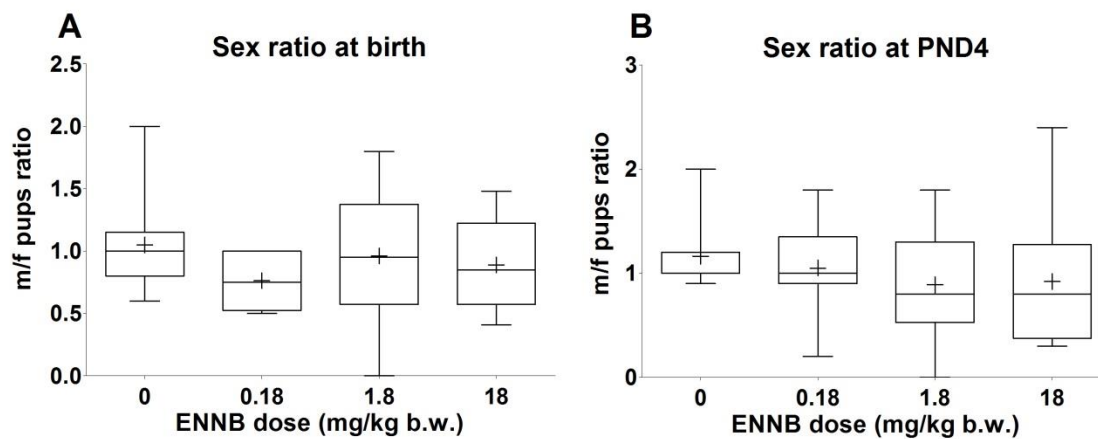 A
Sex ratio at birth
2.5
2.0
1.5
1.0
0.5
0.0
m/f pups ratio
0 0.18 1.8 18
ENNB dose (mg/kg b.w.)
B
Sex ratio at PND4
3
2
1
0
m/f pups ratio
0 0.18 1.8 18
ENNB dose (mg/kg b.w.)